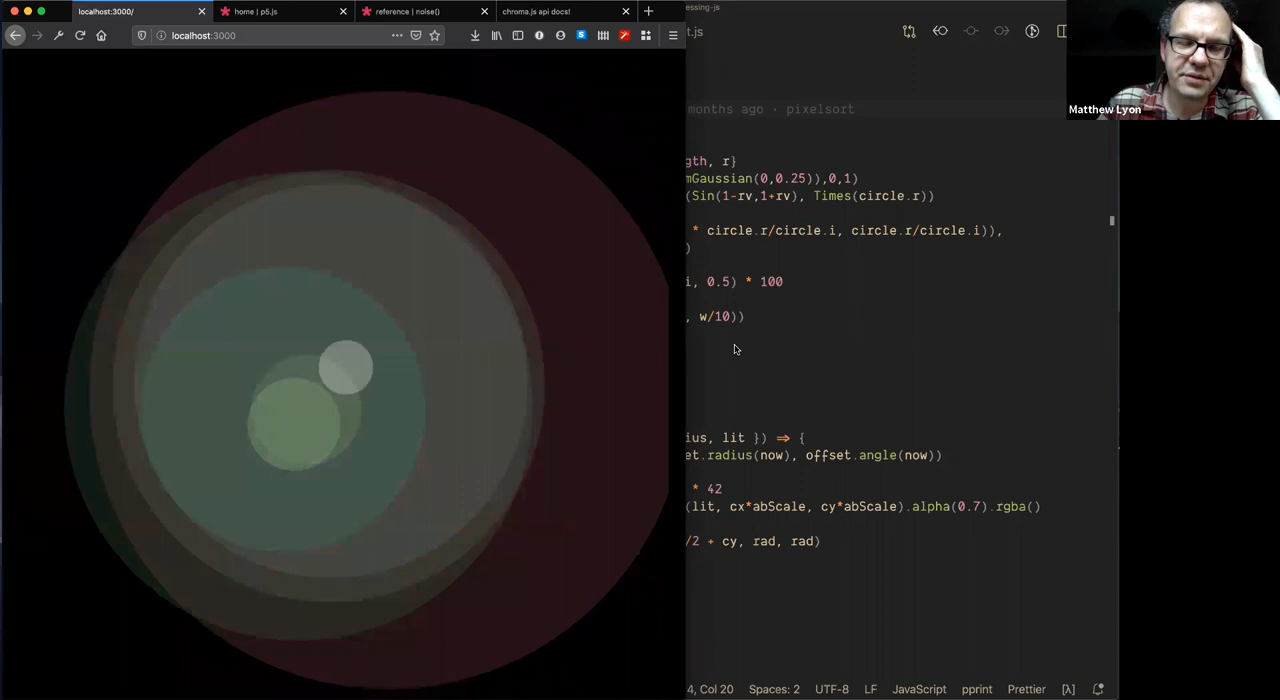 localhost:3000/
home | p5.js
reference | noise()
chroma.js api docs!
localhost:3000
essing-js
t.js
months ago · pixelsort
gth, r}
mGaussian(0,0.25)),0,1)
(Sin(1-rv,1+rv), Times(circle.r))
* circle.r/circle.i, circle.r/circle.i)),
)
i, 0.5) * 100
, w/10))
ius, lit }) => {
et.radius(now), offset.angle(now))
* 42
(lit, cx*abScale, cy*abScale).alpha(0.7).rgba()
/2 + cy, rad, rad)
4, Col 20
Spaces: 2
UTF-8
LF
JavaScript
pprint
Prettier
[λ]
Matthew Lyon